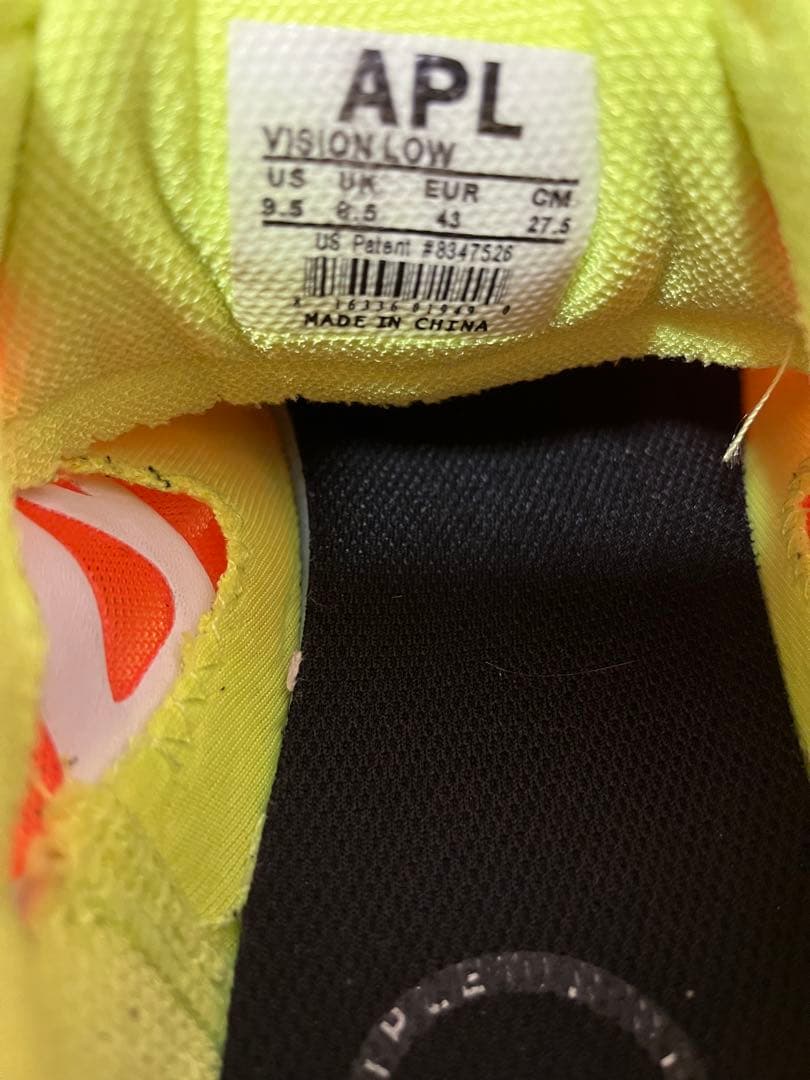 APL
VISION LOW
US UK EUR CM
9.5 8.5 43 27.5
US Patent #8347526
MADE IN CHINA